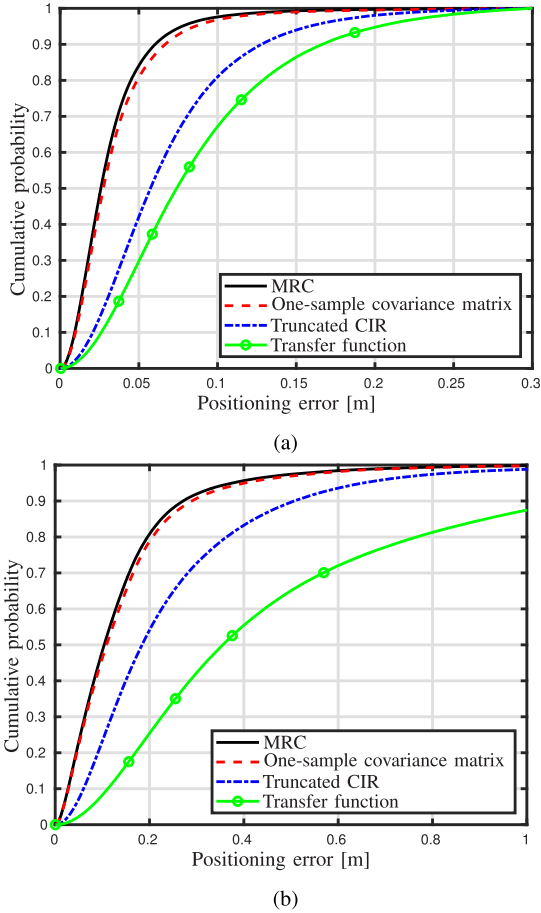 1
0.9
0.8
0.7
0.6
0.5
0.4
0.3
0.2
0.1
0
Cumulative probability
MRC
One-sample covariance matrix
Truncated CIR
Transfer function
0 0.05 0.1 0.15 0.2 0.25 0.3
Positioning error [m]
(a)
1
0.9
0.8
0.7
0.6
0.5
0.4
0.3
0.2
0.1
0
Cumulative probability
MRC
One-sample covariance matrix
Truncated CIR
Transfer function
0 0.2 0.4 0.6 0.8 1
Positioning error [m]
(b)